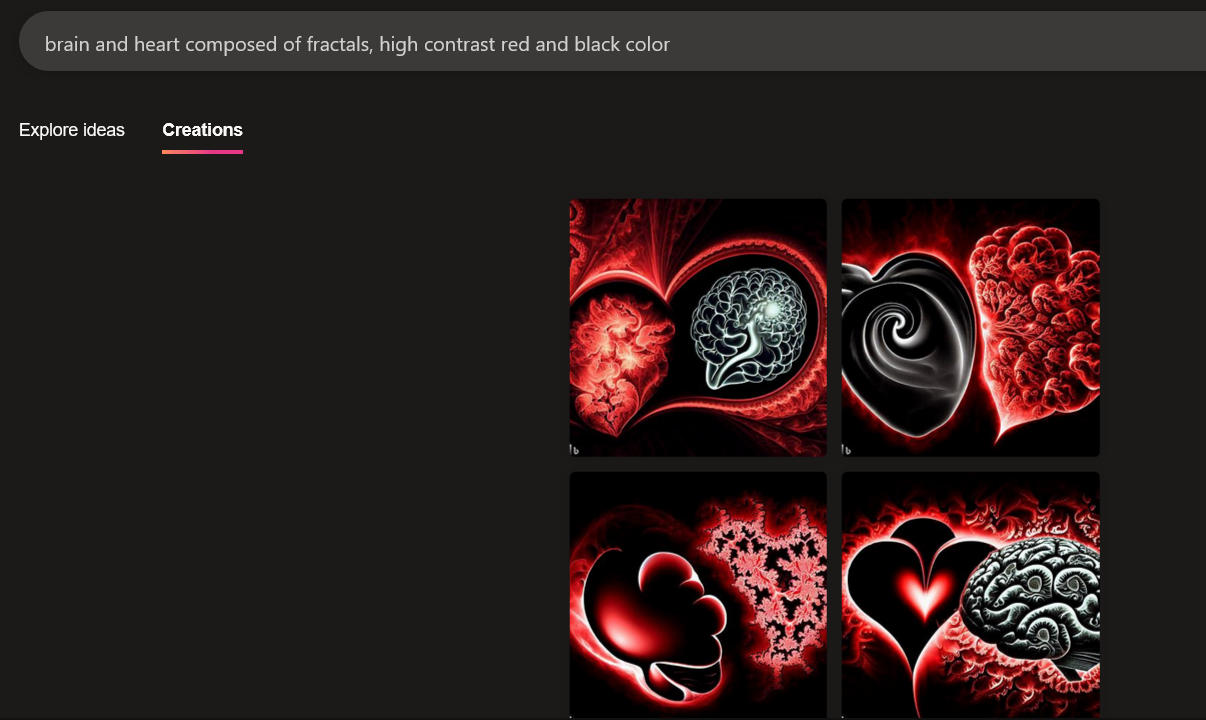 brain and heart composed of fractals, high contrast red and black color
Explore ideas
Creations
b
b